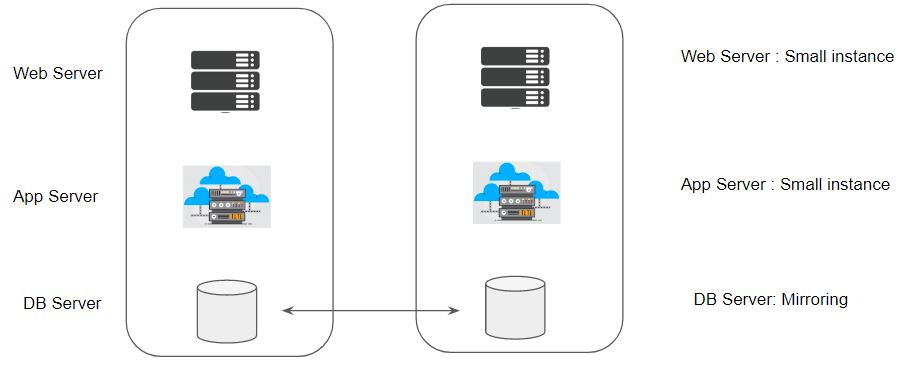 Web Server
Web Server : Small instance
App Server
App Server : Small instance
DB Server
DB Server: Mirroring